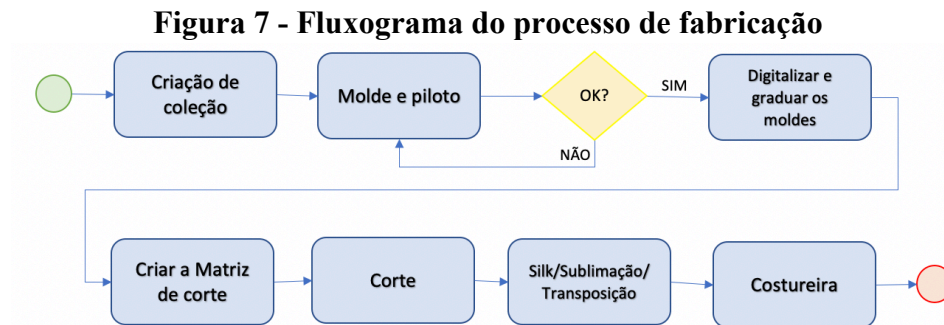 Figura 7 - Fluxograma do processo de fabricação
Criação de
coleção
Molde e piloto
OK?
SIM
NÃO
Digitalizar e
graduar os
moldes
Criar a Matriz
de corte
Corte
Silk/Sublimação/
Transposição
Costureira